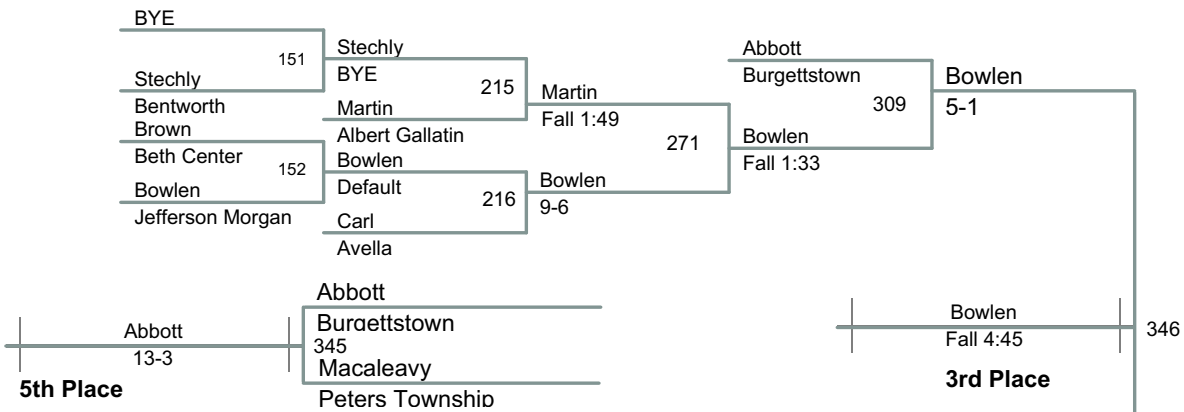 BYE
151
Stechly
Bentworth
Brown
Beth Center
152
Bowlen
Jefferson Morgan
Stechly
BYE
215
Martin
Albert Gallatin
Bowlen
Default
216
Carl
Avella
Martin
Fall 1:49
271
Bowlen
9-6
Abbott
Burgettstown
309
Bowlen
Fall 1:33
Bowlen
5-1
Abbott
13-3
5th Place
Abbott
Burgettstown
345
Macaleavy
Peters Township
Bowlen
Fall 4:45
3rd Place
346